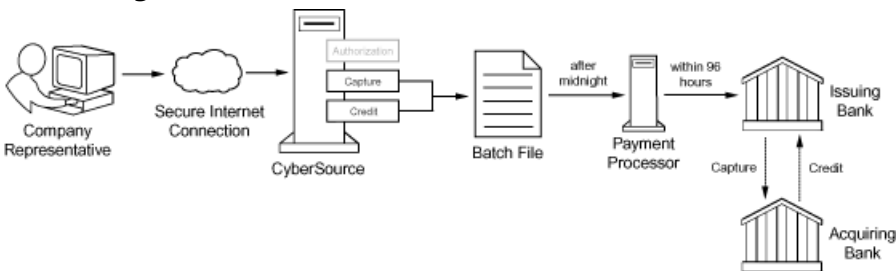 Authorization
Capture
Credit
after
midnight
within 96
hours
Company
Representative
Secure Internet
Connection
CyberSource
Batch File
Payment
Processor
Issuing
Bank
Capture
Credit
Acquiring
Bank